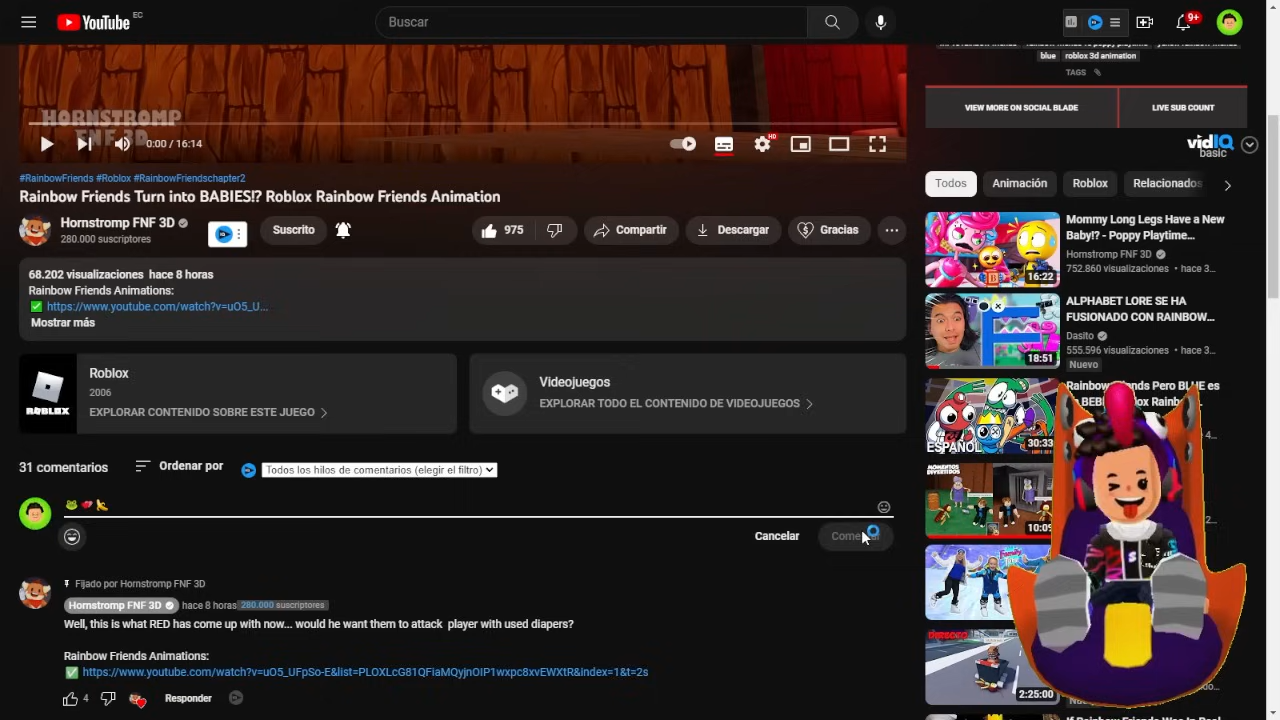 YouTube EC
Buscar
9+
blue roblox 3d animation
TAGS
HORNSTROMP
FNF 3D
0:00 / 16:14
HD
VIEW MORE ON SOCIAL BLADE
LIVE SUB COUNT
vidIQ
basic
#RainbowFriends #Roblox #RainbowFriendschapter2
Rainbow Friends Turn into BABIES!? Roblox Rainbow Friends Animation
Hornstromp FNF 3D
280.000 suscriptores
Suscrito
975
Compartir
Descargar
Gracias
68.202 visualizaciones hace 8 horas
Rainbow Friends Animations:
✅ https://www.youtube.com/watch?v=uO5_U...
Mostrar más
Roblox
2006
EXPLORAR CONTENIDO SOBRE ESTE JUEGO
ROBLOX
Videojuegos
EXPLORAR TODO EL CONTENIDO DE VIDEOJUEGOS
31 comentarios
Ordenar por
Todos los hilos de comentarios (elegir el filtro)
Cancelar
Fijado por Hornstromp FNF 3D
Hornstromp FNF 3D hace 8 horas 280.000 suscriptores
Well, this is what RED has come up with now... would he want them to attack player with used diapers?
Rainbow Friends Animations:
✅ https://www.youtube.com/watch?v=uO5_UFpSo-E&list=PLOXLcG81QFiaMQyjnOIP1wxpc8xvEWXtR&index=1&t=2s
4
Responder
Todos
Animación
Roblox
Relacionados
Mommy Long Legs Have a New
Baby!? - Poppy Playtime…
Hornstromp FNF 3D
752.860 visualizaciones • hace 3…
16:22
ALPHABET LORE SE HA
FUSIONADO CON RAINBOW…
Dasito
555.596 visualizaciones • hace 3…
Nuevo
18:51
Pero BLUE es
ESPAÑOL
30:33
MOMENTOS
DIVERTIDOS
10:09
Family
2:25:00